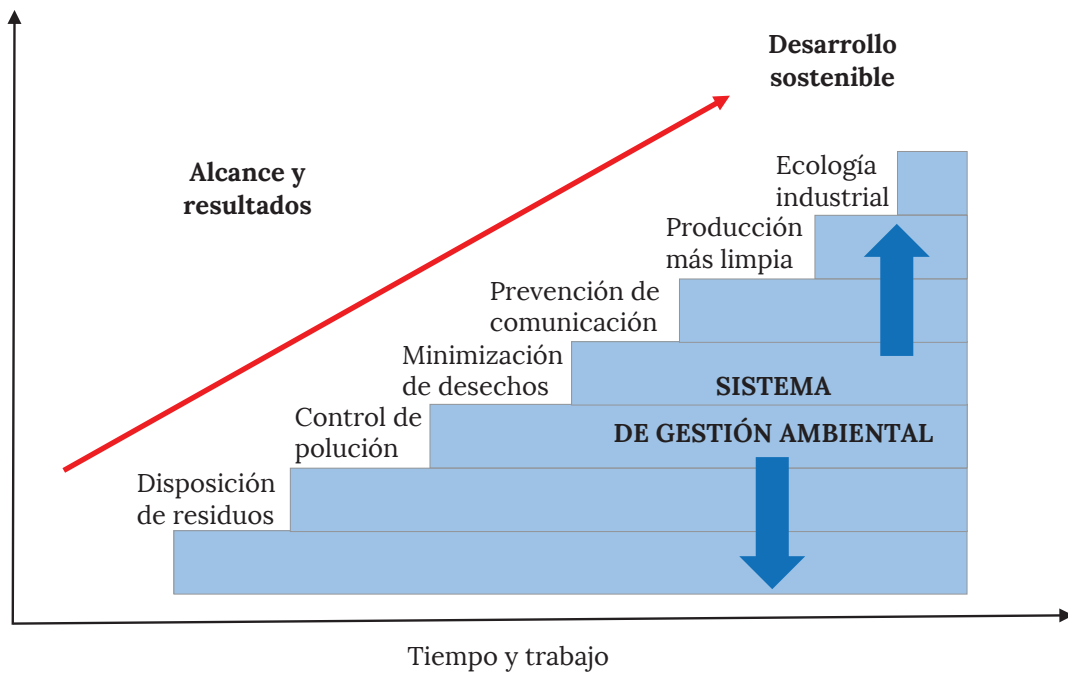 Desarrollo
sostenible
Alcance y
resultados
Ecología
industrial
Producción
más limpia
Prevención de
comunicación
Minimización
de desechos
SISTEMA
DE GESTIÓN AMBIENTAL
Control de
polución
Disposición
de residuos
Tiempo y trabajo